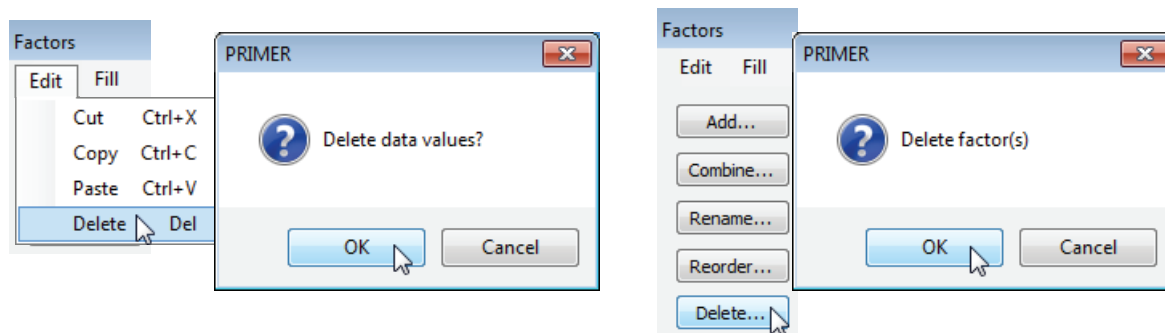 Factors
Edit Fill
Cut Ctrl+X
Copy Ctrl+C
Paste Ctrl+V
Delete Del
PRIMER
Delete data values?
OK Cancel
Factors
Edit Fill
Add...
Combine...
Rename...
Reorder...
Delete...
PRIMER
Delete factor(s)
OK Cancel